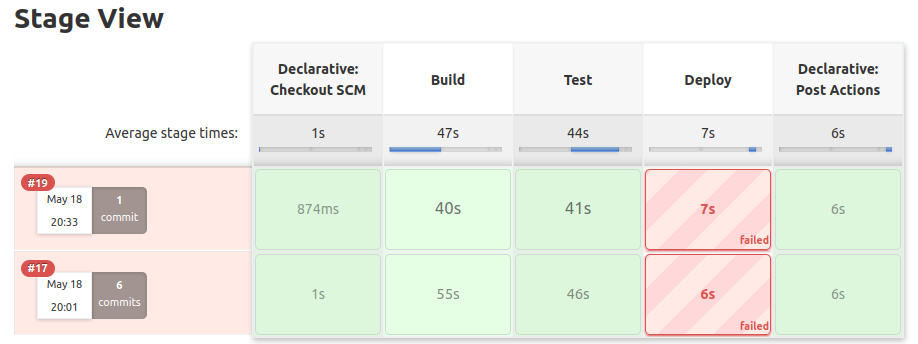 Stage View
Declarative: Checkout SCM
Build
Test
Deploy
Declarative: Post Actions
Average stage times:
1s
47s
44s
7s
6s
#19
May 18
20:33
1
commit
874ms
40s
41s
7s
failed
6s
#17
May 18
20:01
6
commits
1s
55s
46s
6s
failed
6s